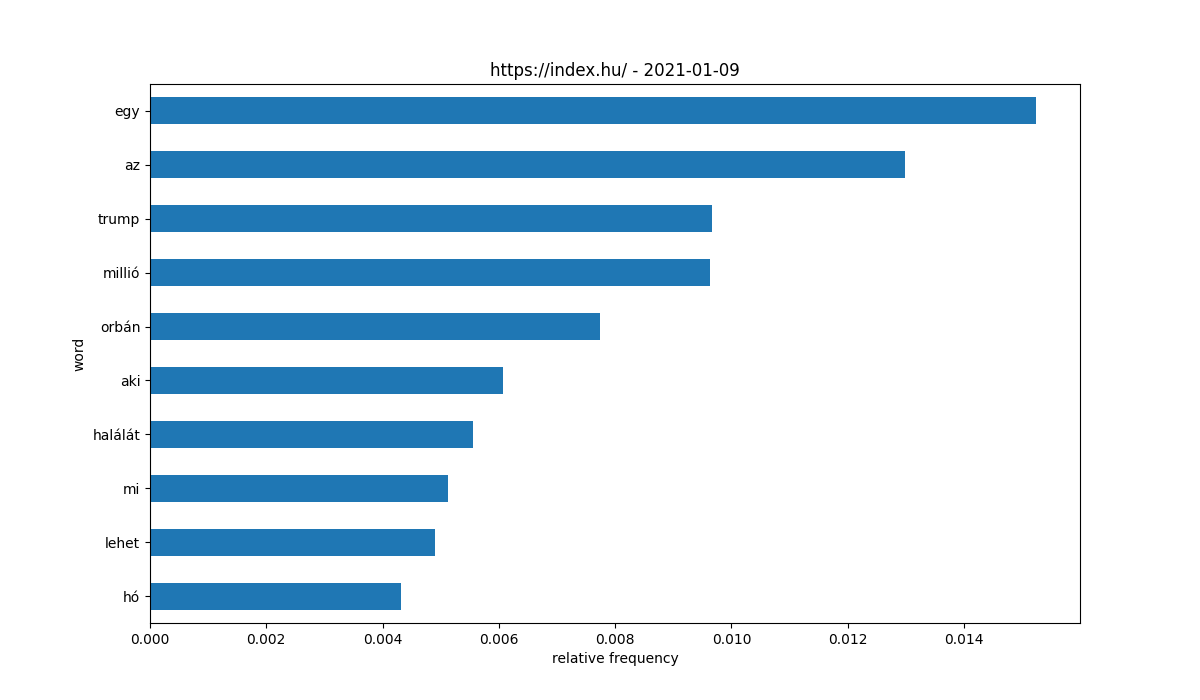 https://index.hu/ - 2021-01-09
egy
az
trump
millió
orbán
aki
halálát
mi
lehet
hó
word
0.000 0.002 0.004 0.006 0.008 0.010 0.012 0.014
relative frequency